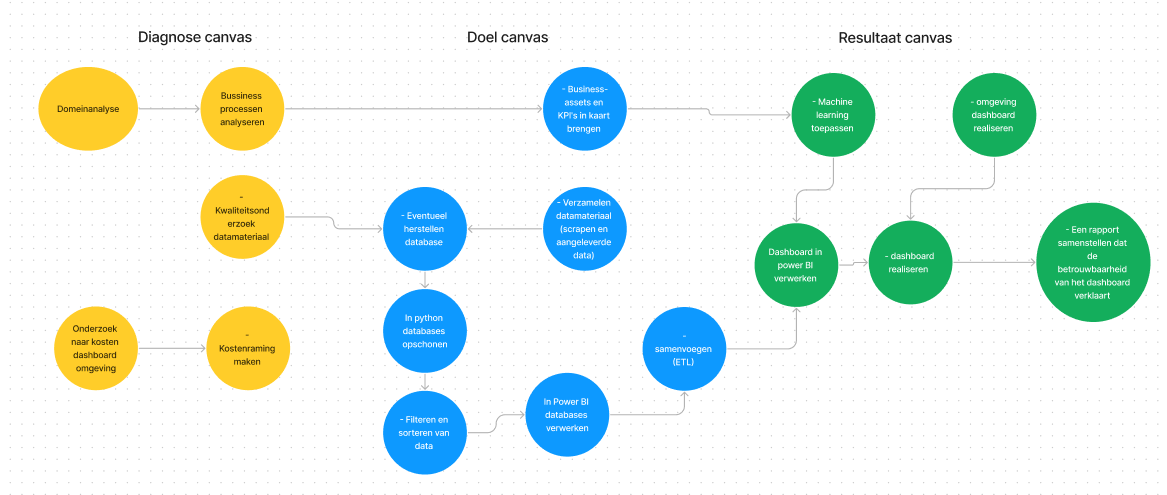 Diagnose canvas
Doel canvas
Resultaat canvas
Domeinanalyse
Bussiness
processen
analyseren
- Business-
assets en
KPI's in kaart
brengen
- Machine
learning
toepassen
- omgeving
dashboard
realiseren
-
Kwaliteitsond
erzoek
datamateriaal
- Eventueel
herstellen
database
- Verzamelen
datamateriaal
(scrapen en
aangeleverde
data)
Dashboard in
power BI
verwerken
- dashboard
realiseren
- Een rapport
samenstellen dat
de
betrouwbaarheid
van het dashboard
verklaart
Onderzoek
naar kosten
dashboard
omgeving
-
Kostenraming
maken
In python
databases
opschonen
-
samenvoegen
(ETL)
- Filteren en
sorteren van
data
In Power BI
databases
verwerken